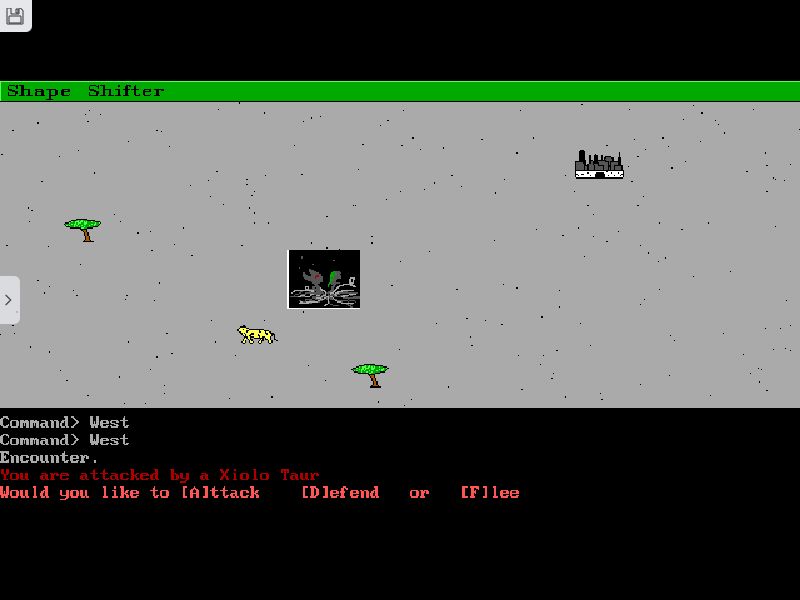 Shape Shifter
Command> West
Command> West
Encounter.
You are attacked by a Xiolo Taur
Would you like to [A]ttack [D]efend or [F]lee